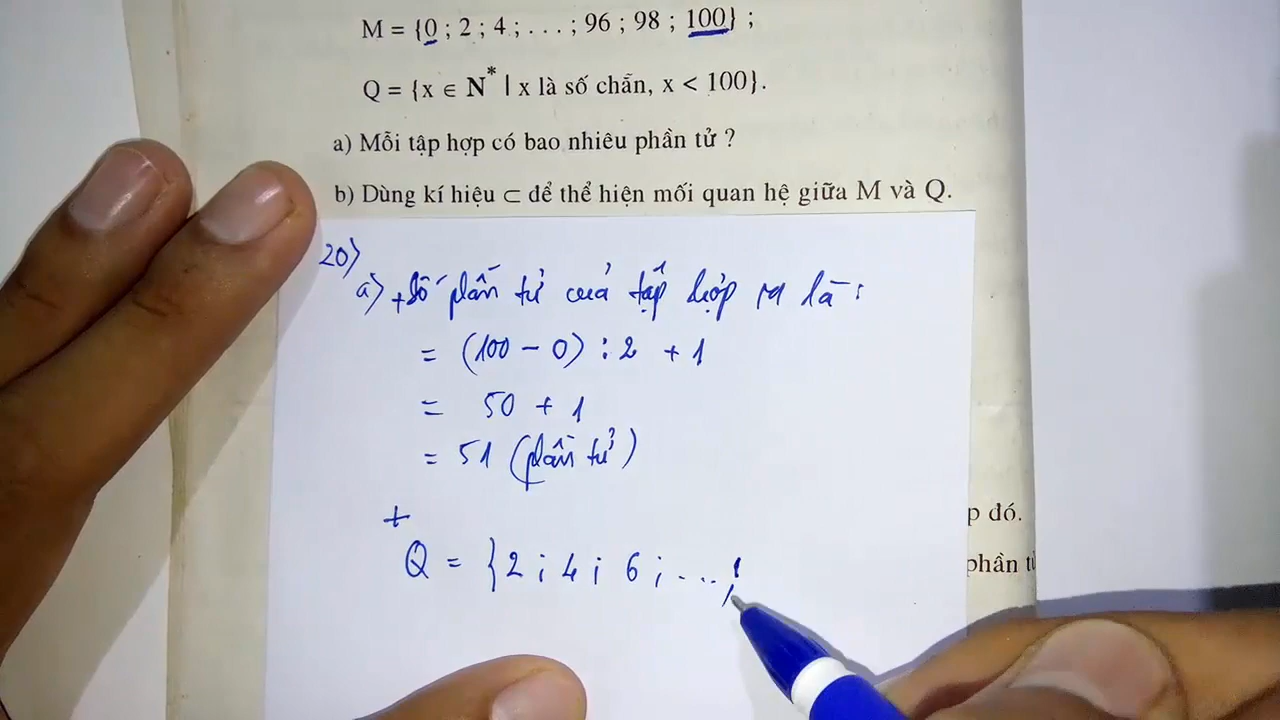 M = {0 ; 2 ; 4 ; . . . ; 96 ; 98 ; 100} ;
Q = {x ∈ N* | x là số chẵn, x < 100}.
a) Mỗi tập hợp có bao nhiêu phần tử ?
b) Dùng kí hiệu ⊂ để thể hiện mối quan hệ giữa M và Q.
20)
a) + Số phần tử của tập hợp M là :
= (100 - 0) : 2 + 1
= 50 + 1
= 51 (phần tử)
p đó.
+
Q = {2 ; 4 ; 6 ; ... ;
phần